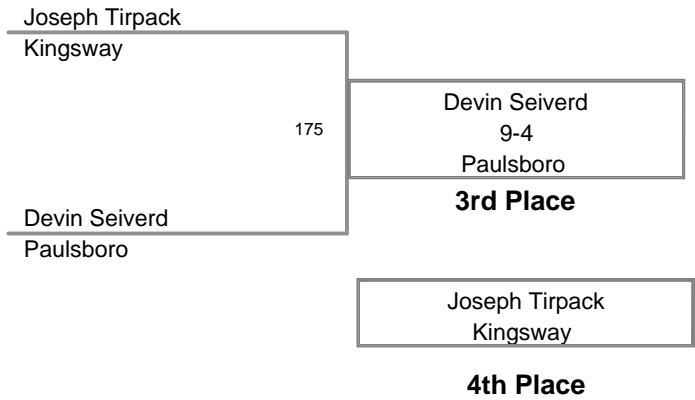 Joseph Tirpack
Kingsway
175
Devin Seiverd
9-4
Paulsboro
3rd Place
Devin Seiverd
Paulsboro
Joseph Tirpack
Kingsway
4th Place